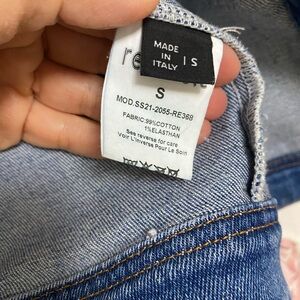 MADE
IN
ITALY
S
S
MOD.SS21-2055-RE368
FABRIC:99%COTTON
1%ELASTHAN
See reverse for care
Voir L'inverse Pour Le Soin